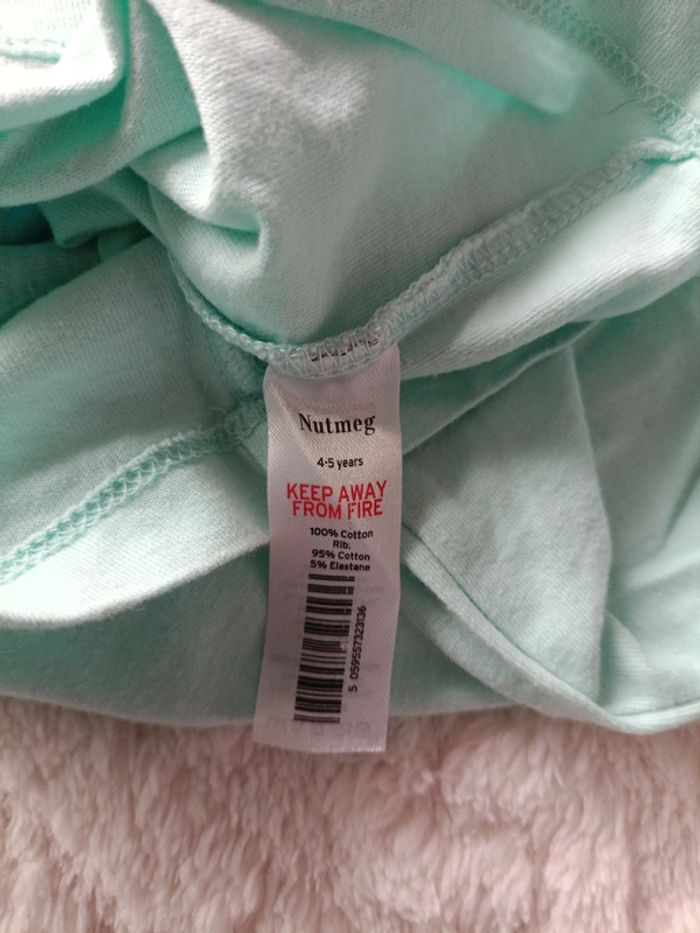 Nutmeg
4-5 years
KEEP AWAY
FROM FIRE
100% Cotton
Rib:
95% Cotton
5% Elastane
5 059557323136